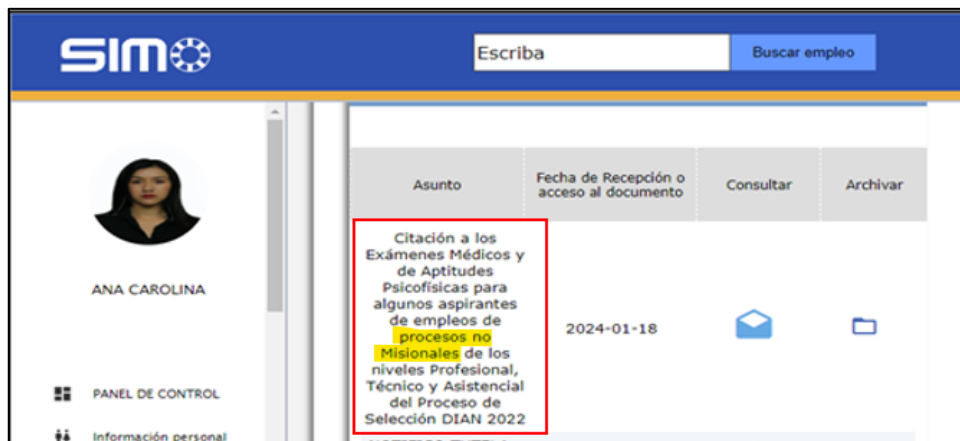 SIMO
Escriba
Buscar empleo
ANA CAROLINA
PANEL DE CONTROL
Información personal
Asunto
Fecha de Recepción o
acceso al documento
Consultar
Archivar
Citación a los
Exámenes Médicos y
de Aptitudes
Psicofísicas para
algunos aspirantes
de empleos de
procesos no
Misionales de los
niveles Profesional,
Técnico y Asistencial
del Proceso de
Selección DIAN 2022
2024-01-18